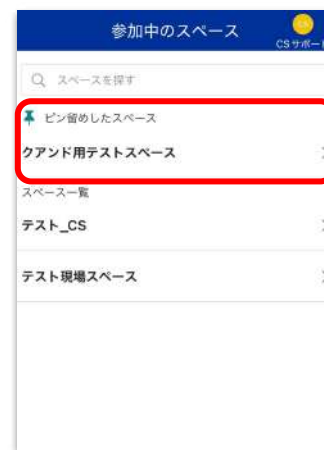 参加中のスペース
CSサポート
スペースを探す
ピン留めしたスペース
クアンド用テストスペース
スペース一覧
テスト_CS
テスト現場スペース